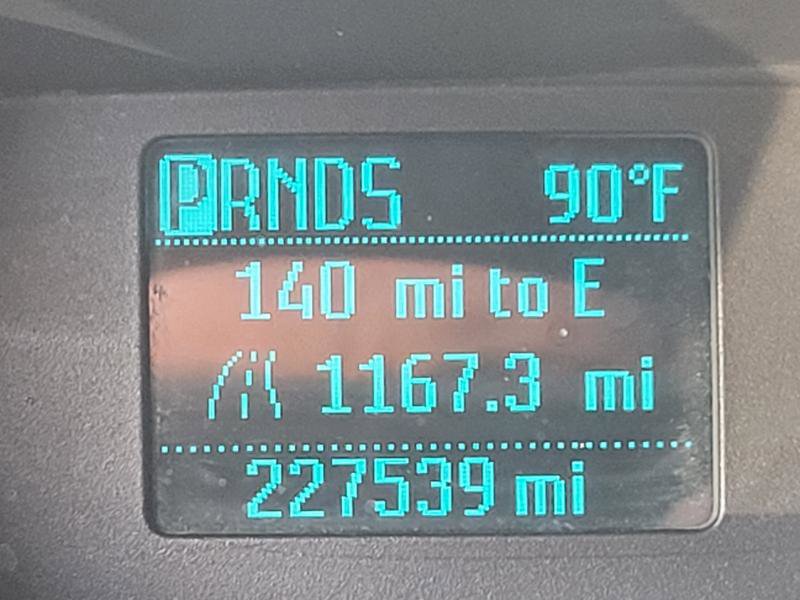 PRNDS 90°F
140 mi to E
1167.3 mi
227539 mi